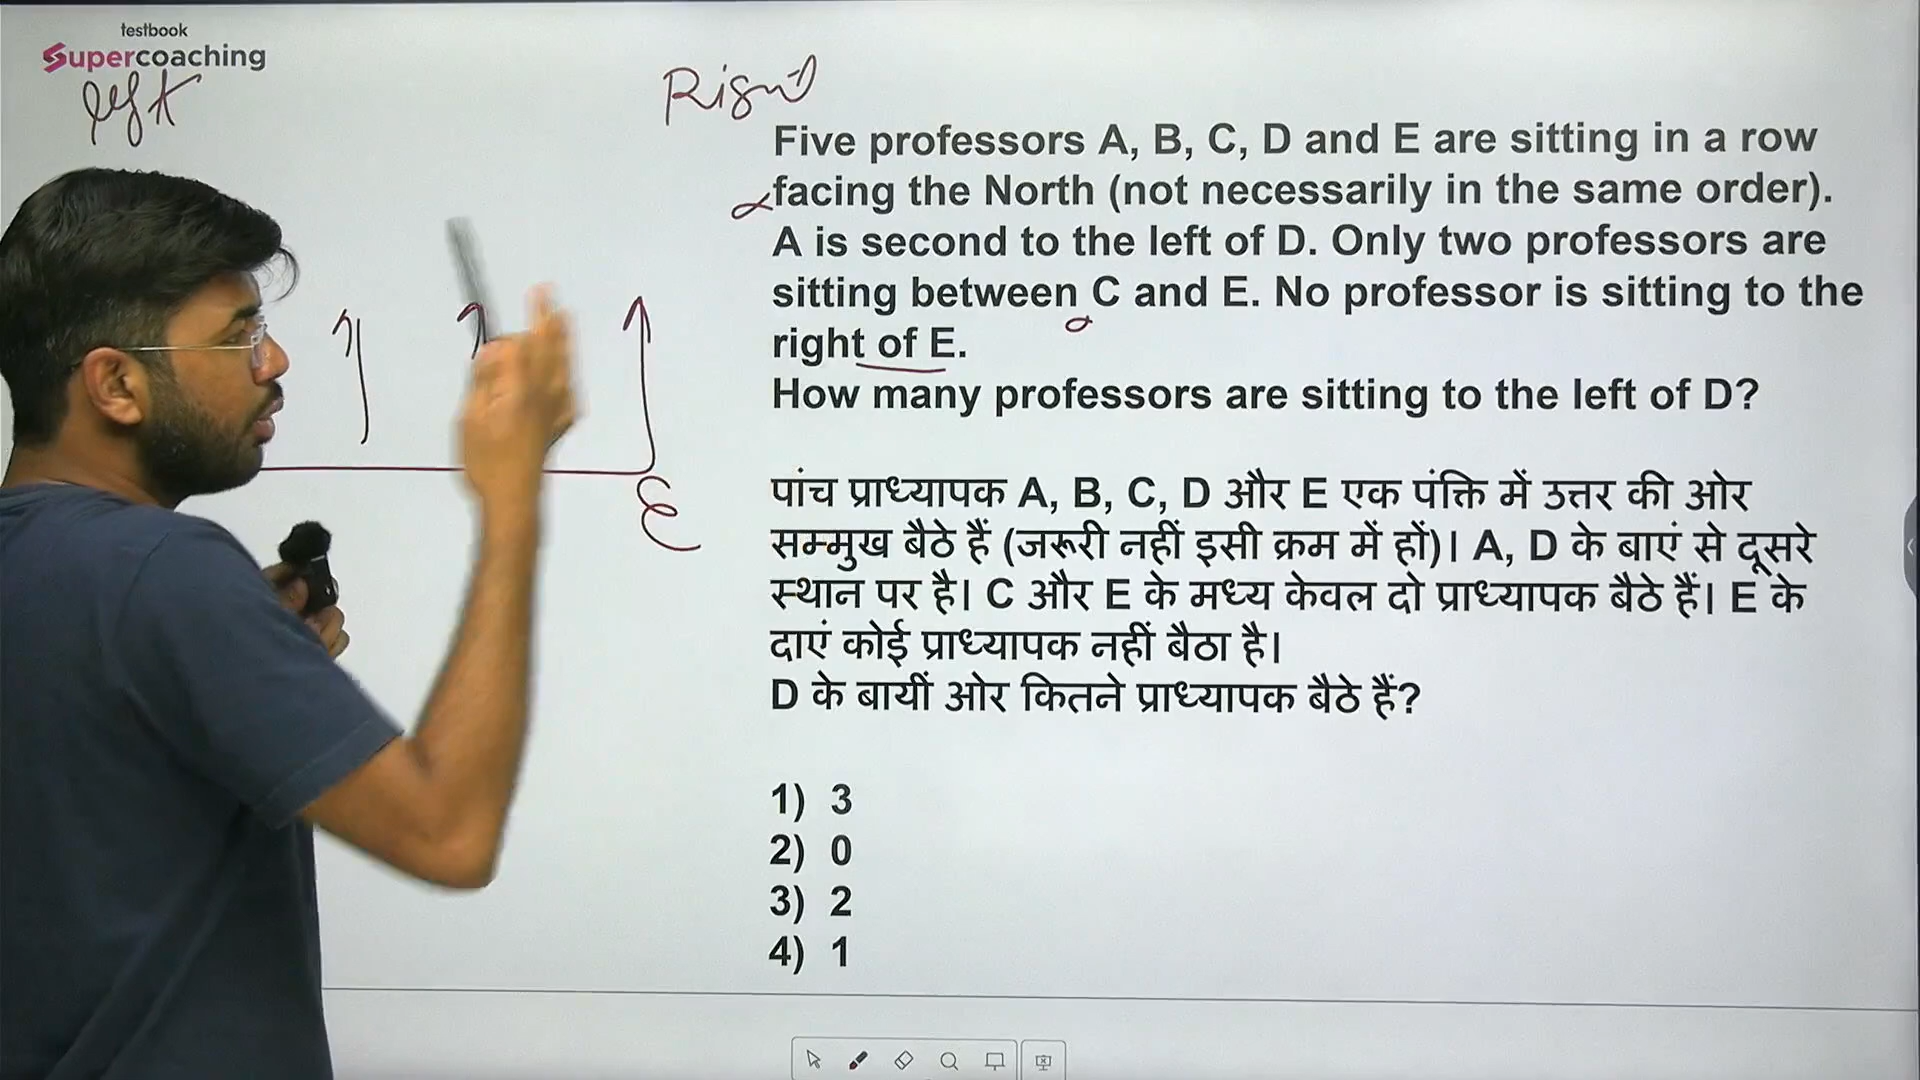 testbook
Supercoaching
left
Right
Five professors A, B, C, D and E are sitting in a row
facing the North (not necessarily in the same order).
A is second to the left of D. Only two professors are
sitting between C and E. No professor is sitting to the
right of E.
How many professors are sitting to the left of D?
पांच प्राध्यापक A, B, C, D और E एक पंक्ति में उत्तर की ओर
सम्मुख बैठे हैं (जरूरी नहीं इसी क्रम में हों)। A, D के बाएं से दूसरे
स्थान पर है। C और E के मध्य केवल दो प्राध्यापक बैठे हैं। E के
दाएं कोई प्राध्यापक नहीं बैठा है।
D के बायीं ओर कितने प्राध्यापक बैठे हैं?
E
1) 3
2) 0
3) 2
4) 1